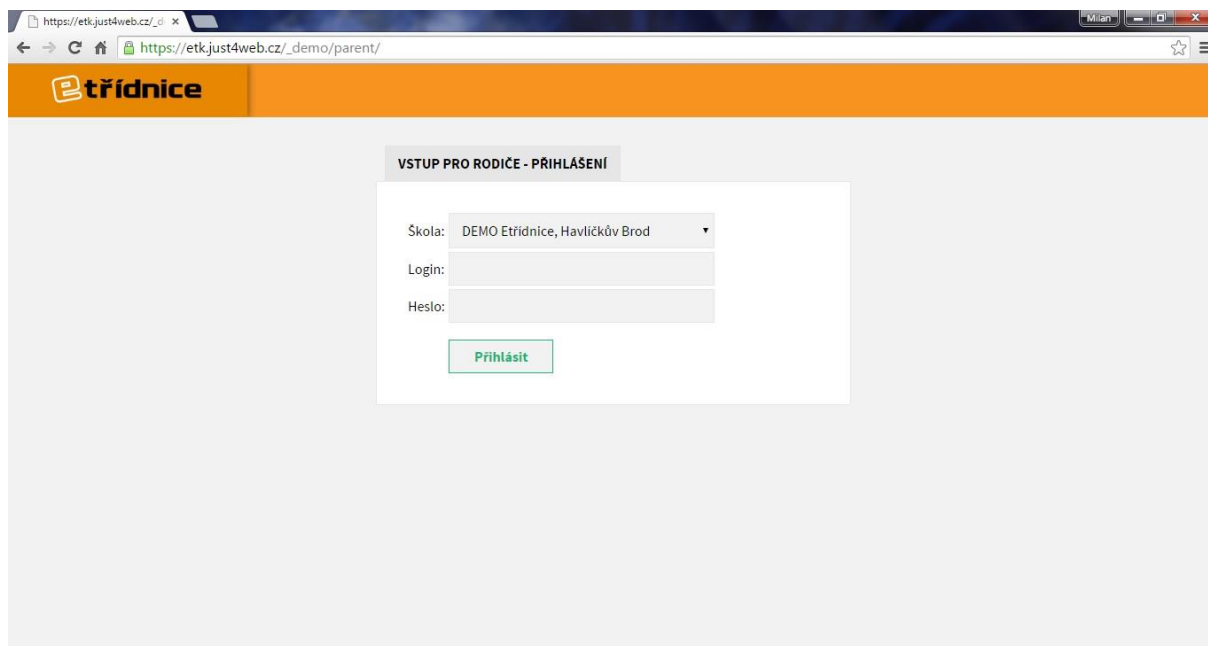 https://etk.just4web.cz/_d
Milan
https://etk.just4web.cz/_demo/parent/
etřídnice
VSTUP PRO RODIČE - PŘIHLÁŠENÍ
Škola: DEMO Etřídnice, Havlíčkův Brod
Login:
Heslo:
Přihlásit